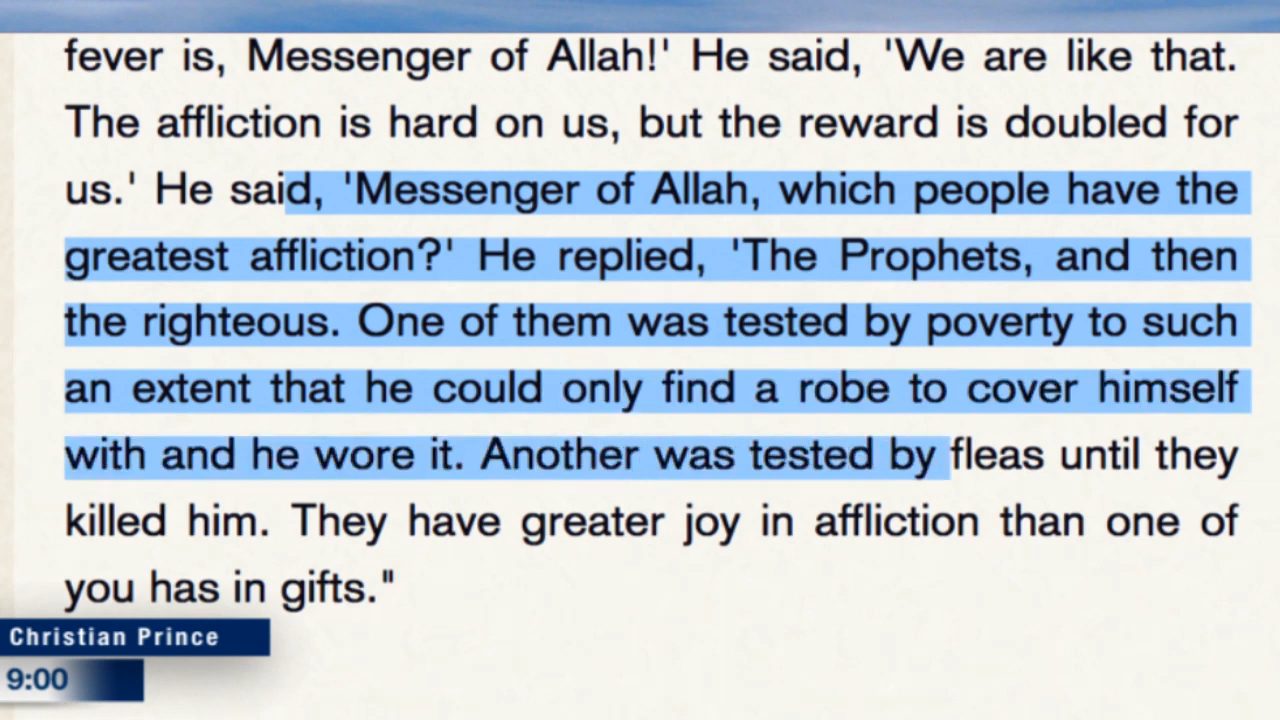 fever is, Messenger of Allah!' He said, 'We are like that.
The affliction is hard on us, but the reward is doubled for
us.' He said, 'Messenger of Allah, which people have the
greatest affliction?' He replied, 'The Prophets, and then
the righteous. One of them was tested by poverty to such
an extent that he could only find a robe to cover himself
with and he wore it. Another was tested by fleas until they
killed him. They have greater joy in affliction than one of
you has in gifts."
Christian Prince
9:00